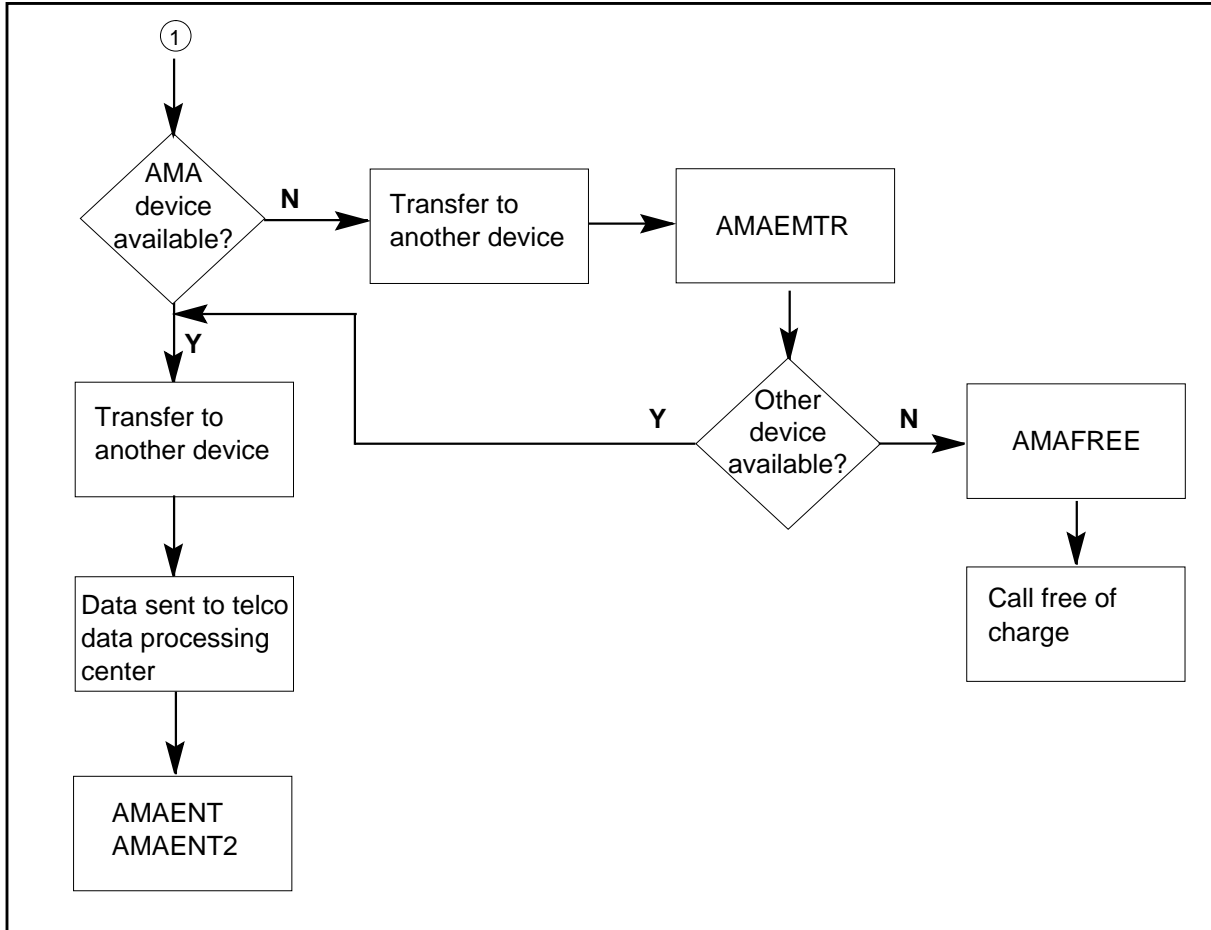 1
AMA
device
available?
N
Transfer to
another device
AMAEMTR
Y
Transfer to
another device
Y
Other
device
available?
N
AMAFREE
Data sent to telco
data processing
center
Call free of
charge
AMAENT
AMAENT2